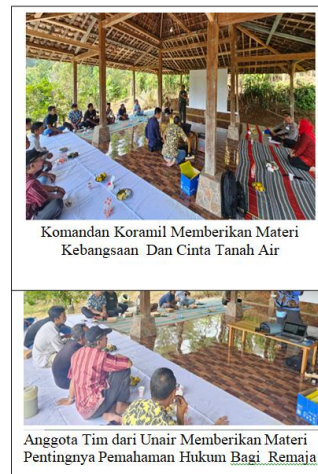 Komandan Koramil Memberikan Materi
Kebangsaan Dan Cinta Tanah Air
Anggota Tim dari Unair Memberikan Materi
Pentingnya Pemahaman Hukum Bagi Remaja